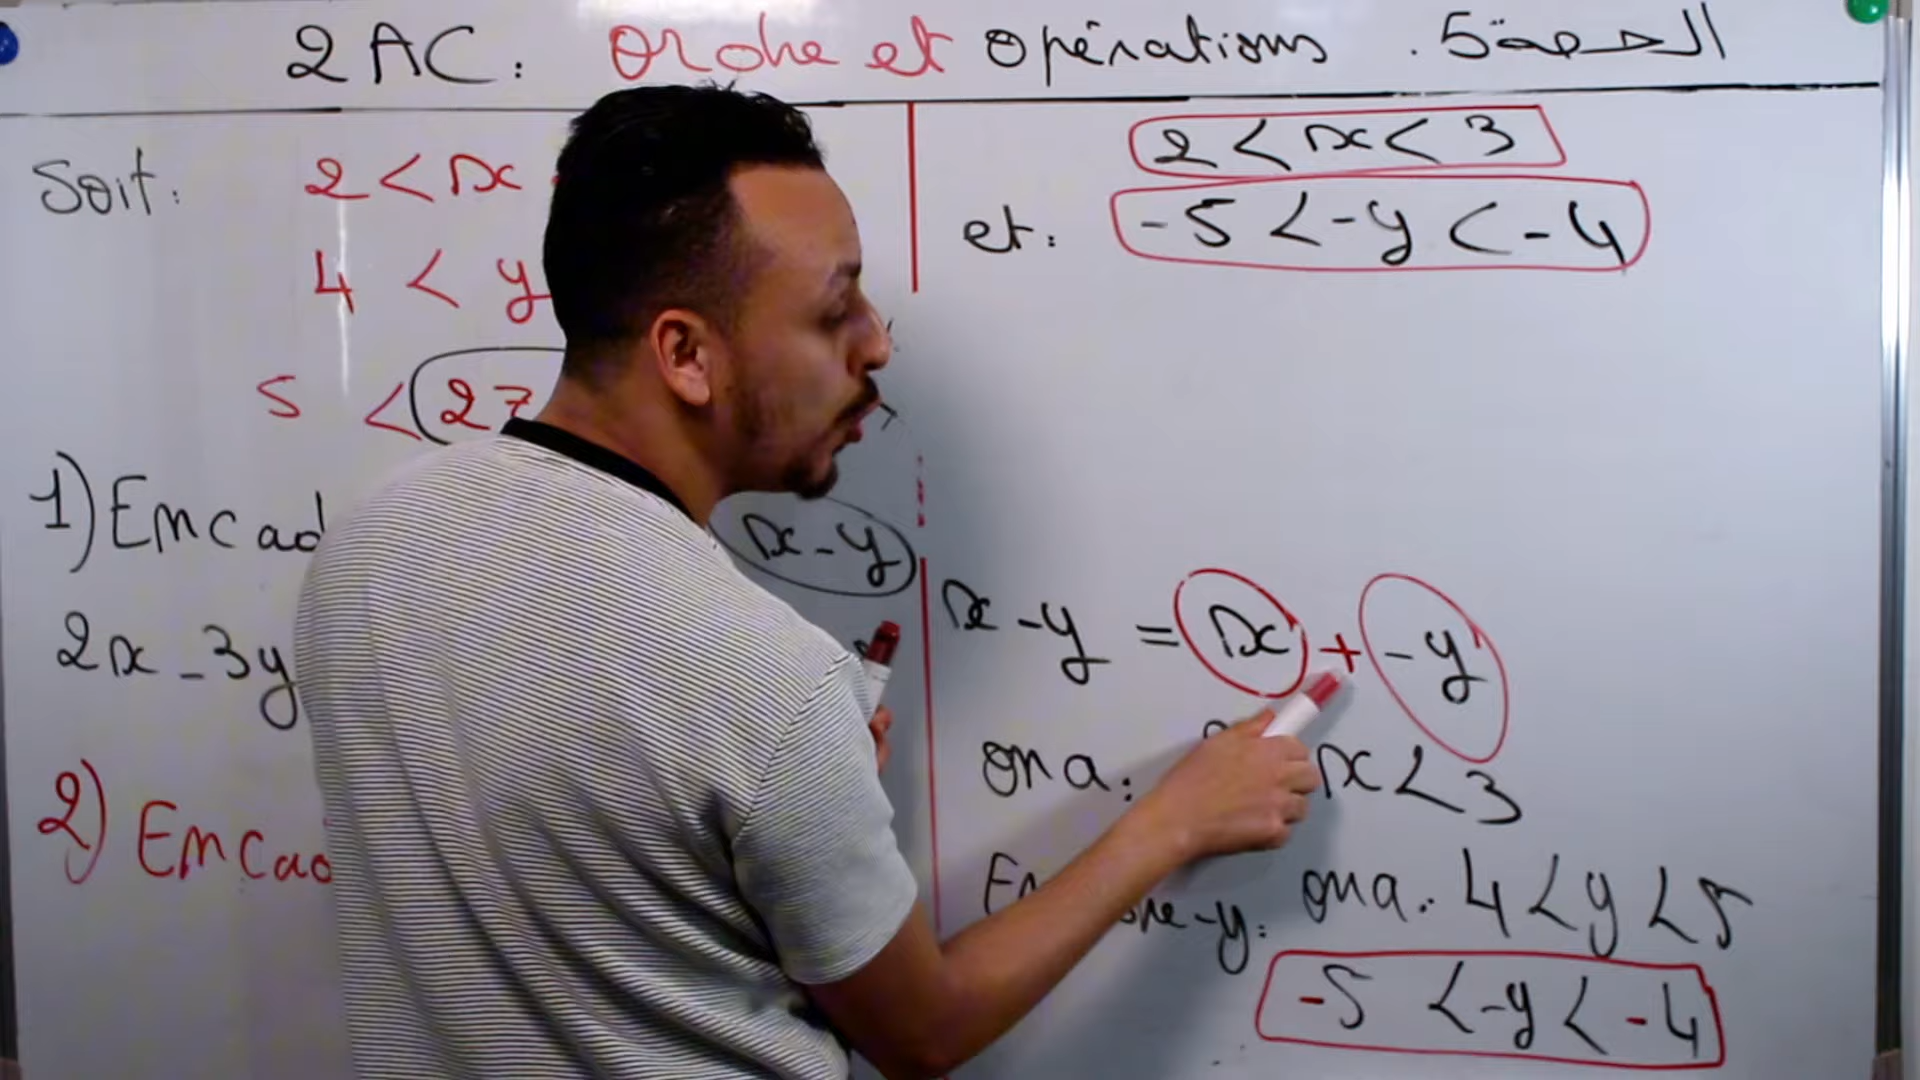 2AC: Ordre et opérations . الحصة 5
Soit: 2 < x
4 < y
5 < 27
1) Encad x - y
2x - 3y
2) Encad
2 < x < 3
et: -5 < -y < -4
x - y = x + -y
on a: x < 3
-y: on a: 4 < y < 5
-5 < -y < -4